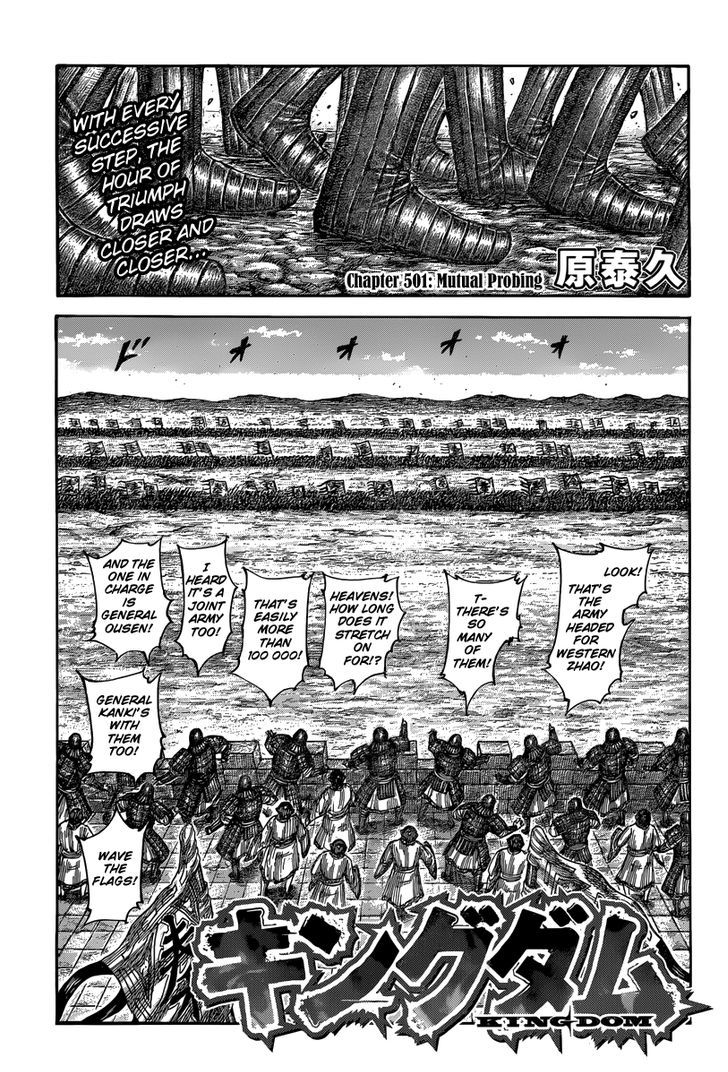 WITH EVERY
SUCCESSIVE
STEP, THE
HOUR OF
TRIUMPH
DRAWS
CLOSER AND
CLOSER...
Chapter 501: Mutual Probing
原泰久
ドオオオオ
LOOK!
THAT'S
THE
ARMY
HEADED
FOR
WESTERN
ZHAO!
T-
THERE'S
SO
MANY
OF
THEM!
HEAVENS!
HOW LONG
DOES IT
STRETCH
ON
FOR!?
THAT'S
EASILY
MORE
THAN
100 000!
I
HEARD
IT'S A
JOINT
ARMY
TOO!
AND THE
ONE IN
CHARGE
IS
GENERAL
OUSEN!
GENERAL
KANKI'S
WITH
THEM
TOO!
WAVE
THE
FLAGS!
キングダム
KINGDOM